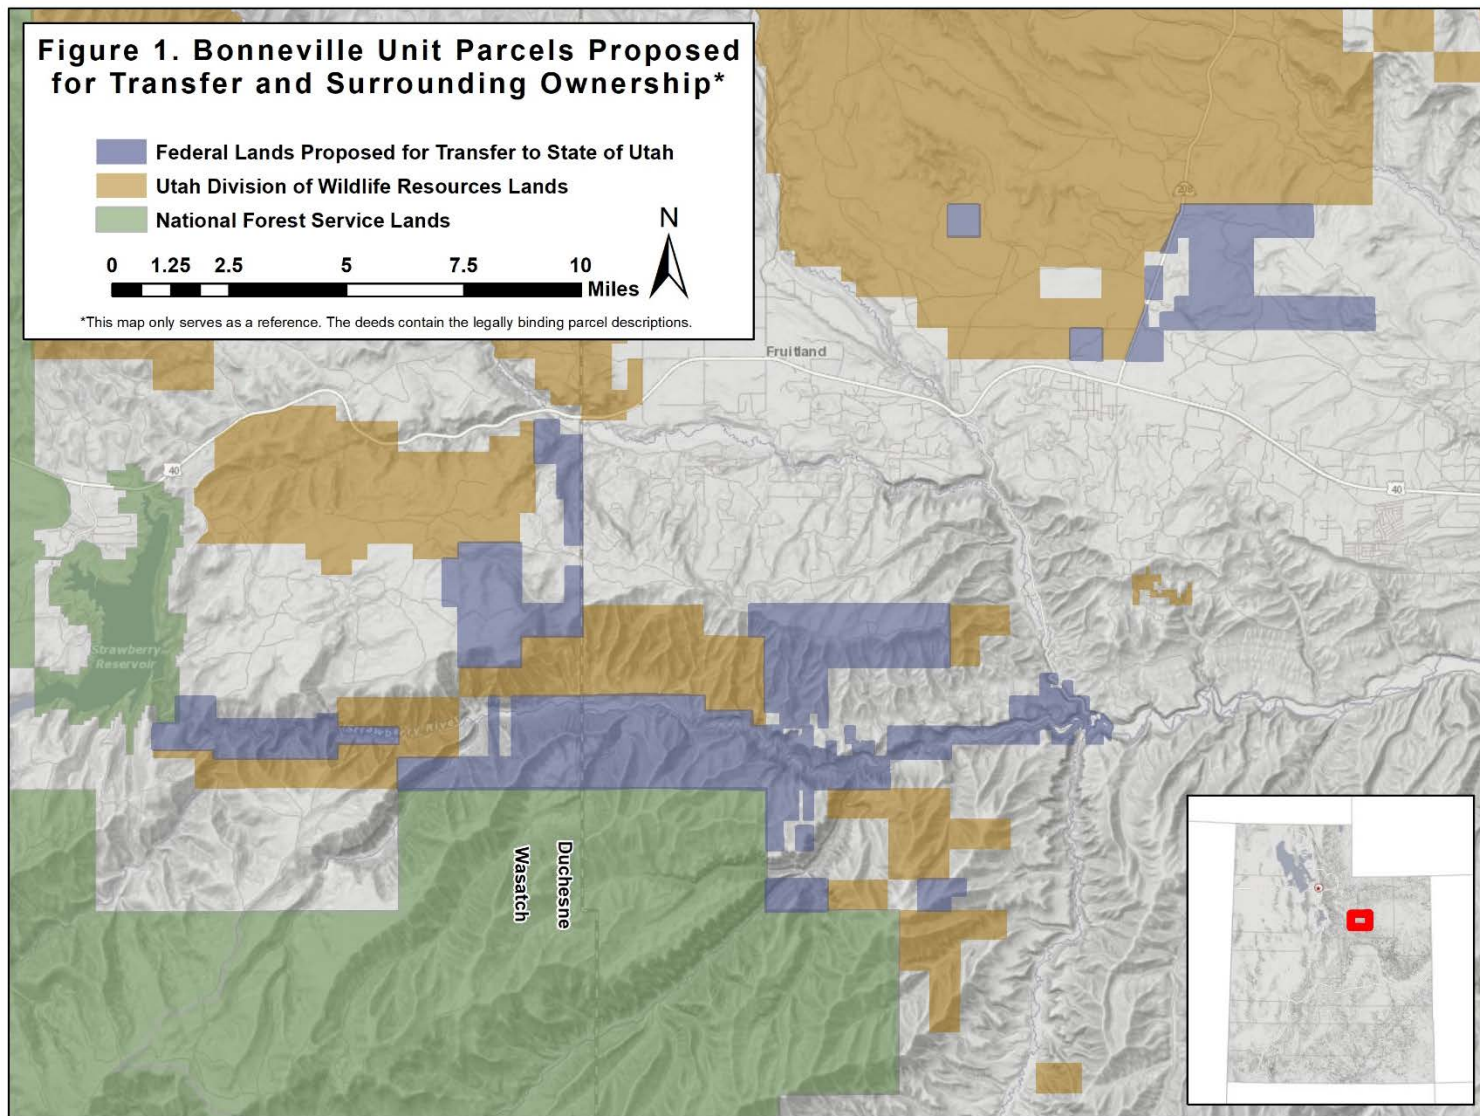 Figure 1. Bonneville Unit Parcels Proposed
for Transfer and Surrounding Ownership*
Federal Lands Proposed for Transfer to State of Utah
Utah Division of Wildlife Resources Lands
National Forest Service Lands
N
0 1.25 2.5 5 7.5 10
Miles
*This map only serves as a reference. The deeds contain the legally binding parcel descriptions.
208
Fruitland
40
40
Strawberry
Reservoir
Strawberry River
Duchesne
Wasatch